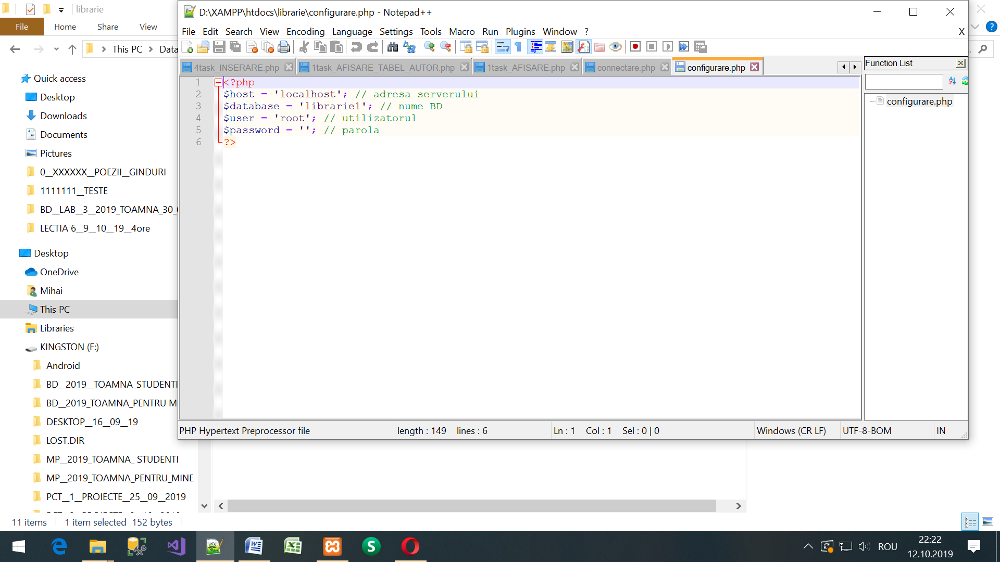 librarie
File Home Share View
This PC Data
Quick access
Desktop
Downloads
Documents
Pictures
0__XXXXXX__POEZII__GINDURI
1111111__TESTE
BD__LAB__3__2019_TOAMNA_30_
LECTIA 6__9__10__19__4ore
Desktop
OneDrive
Mihai
This PC
Libraries
KINGSTON (F:)
Android
BD__2019__TOAMNA_STUDENTI
BD__2019_TOAMNA_PENTRU M
DESKTOP__16__09__19
LOST.DIR
MP__2019_TOAMNA_ STUDENTI
MP__2019_TOAMNA_PENTRU_MINE
PCT__1__PROIECTE__25__09__2019
11 items 1 item selected 152 bytes
D:\XAMPP\htdocs\librarie\configurare.php - Notepad++
File Edit Search View Encoding Language Settings Tools Macro Run Plugins Window ? X
4task_INSERARE.php 1task_AFISARE_TABEL_AUTOR.php 1task_AFISARE.php connectare.php configurare.php
1 <?php
2 $host = 'localhost'; // adresa serverului
3 $database = 'librarie1'; // nume BD
4 $user = 'root'; // utilizatorul
5 $password = ''; // parola
6 ?>
Function List
configurare.php
PHP Hypertext Preprocessor file length : 149 lines : 6 Ln : 1 Col : 1 Sel : 0 | 0 Windows (CR LF) UTF-8-BOM IN
ROU
22:22
12.10.2019